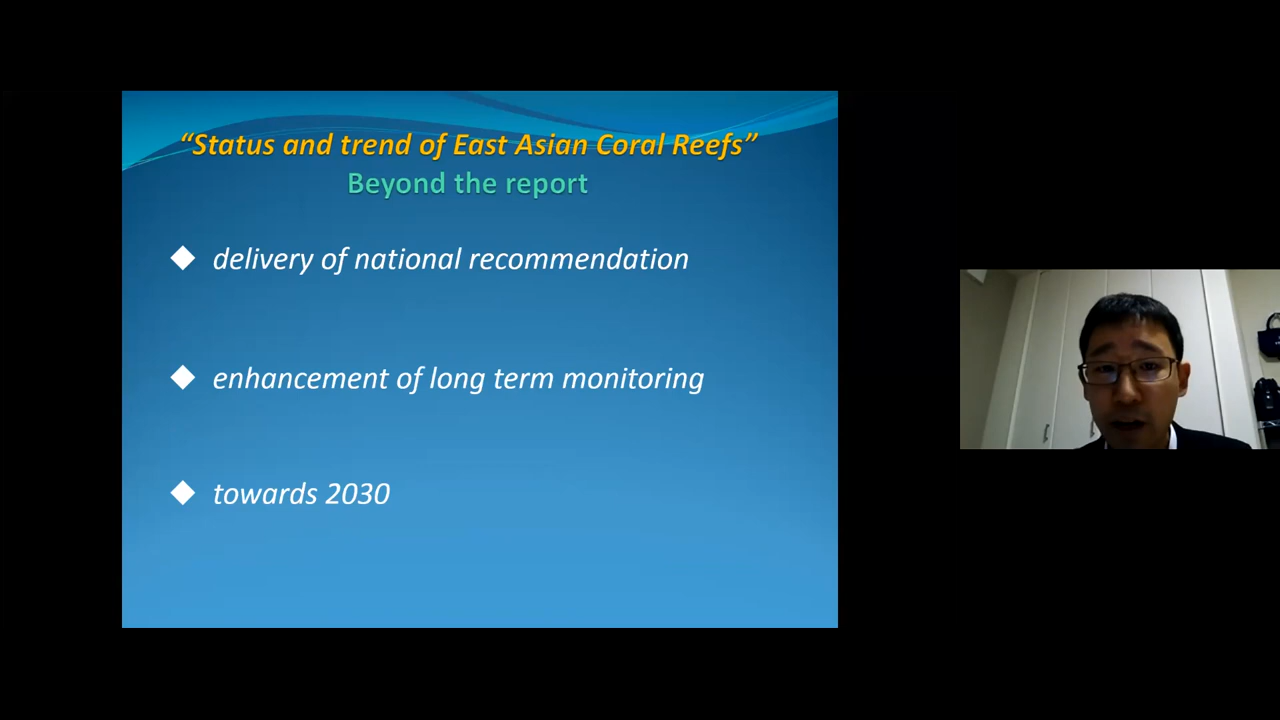 “Status and trend of East Asian Coral Reefs”
Beyond the report
◆ delivery of national recommendation
◆ enhancement of long term monitoring
◆ towards 2030